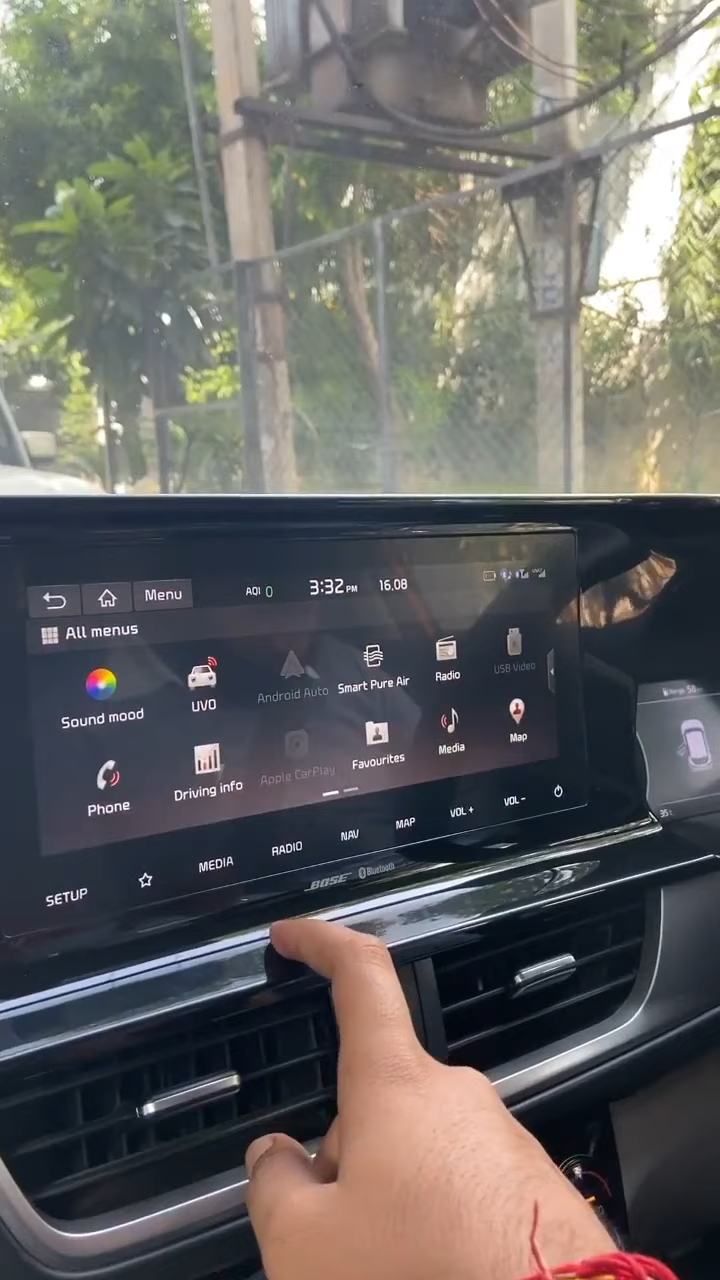 Menu
AQI 0
3:32 PM
16.08
All menus
Sound mood
UVO
Android Auto
Smart Pure Air
Radio
USB Video
Phone
Driving info
Apple CarPlay
Favourites
Media
Map
SETUP
MEDIA
RADIO
NAV
MAP
VOL +
VOL -
BOSE
Bluetooth